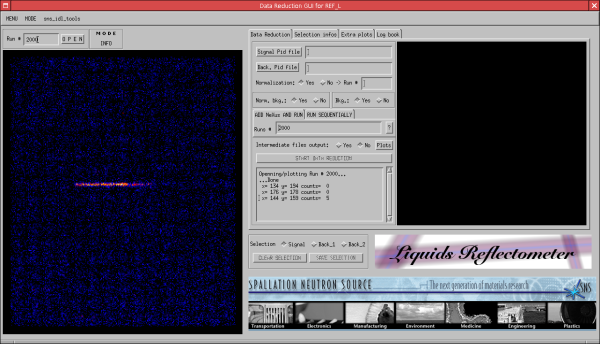 Data Reduction GUI for REF_L
MENU MODE sns_idl_tools
Run # 2000 OPEN
MODE
INFO
Data Reduction Selection infos Extra plots Log book
Signal Pid file
Back. Pid file
Normalization: Yes No -> Run #
Norm. bkg.: Yes No Bkg.: Yes No
ADD NeXus AND RUN RUN SEQUENTIALLY
Runs # 2000 ?
Intermediate files output: Yes No Plots
START DATA REDUCTION
Openning/plotting Run # 2000...
...Done
x= 134 y= 194 counts= 0
x= 176 y= 178 counts= 0
x= 144 y= 153 counts= 5
Selection Signal Back_1 Back_2
CLEAR SELECTION SAVE SELECTION
Liquids Reflectometer
SPALLATION NEUTRON SOURCE The next generation of materials research SNS
Transportation Electronics Manufacturing Environment Medicine Engineering Plastics